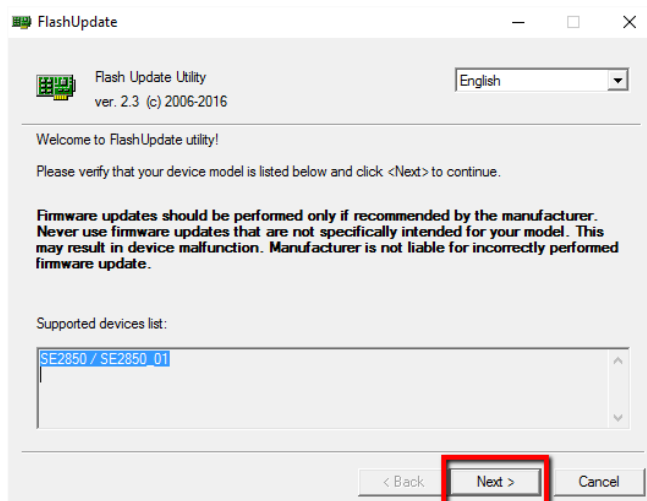 FlashUpdate
Flash Update Utility
English
ver. 2.3 (c) 2006-2016
Welcome to FlashUpdate utility!
Please verify that your device model is listed below and click <Next> to continue.
Firmware updates should be performed only if recommended by the manufacturer.
Never use firmware updates that are not specifically intended for your model. This
may result in device malfunction. Manufacturer is not liable for incorrectly performed
firmware update.
Supported devices list:
SE2850 / SE2850_01
< Back
Next >
Cancel